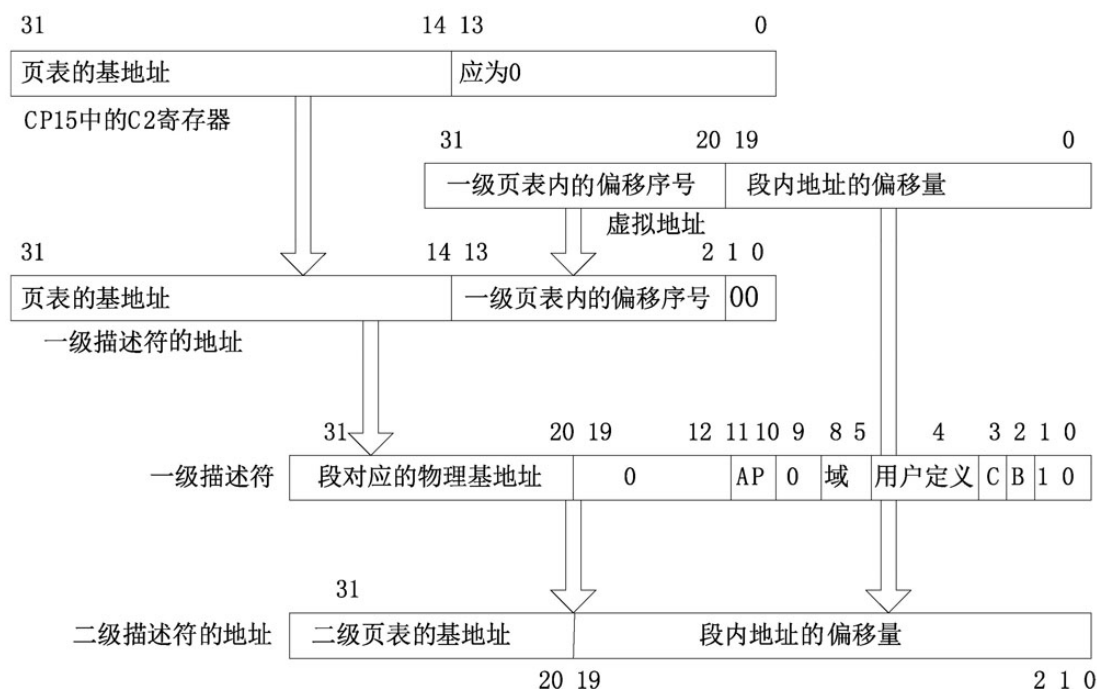 31 14 13 0
页表的基地址 应为0
CP15中的C2寄存器
31 20 19 0
一级页表内的偏移序号 段内地址的偏移量
虚拟地址
31 14 13 2 1 0
页表的基地址 一级页表内的偏移序号 00
一级描述符的地址
31 20 19 12 11 10 9 8 5 4 3 2 1 0
一级描述符 段对应的物理基地址 0 AP 0 域 用户定义 C B 1 0
31
二级描述符的地址 二级页表的基地址 段内地址的偏移量
20 19 2 1 0